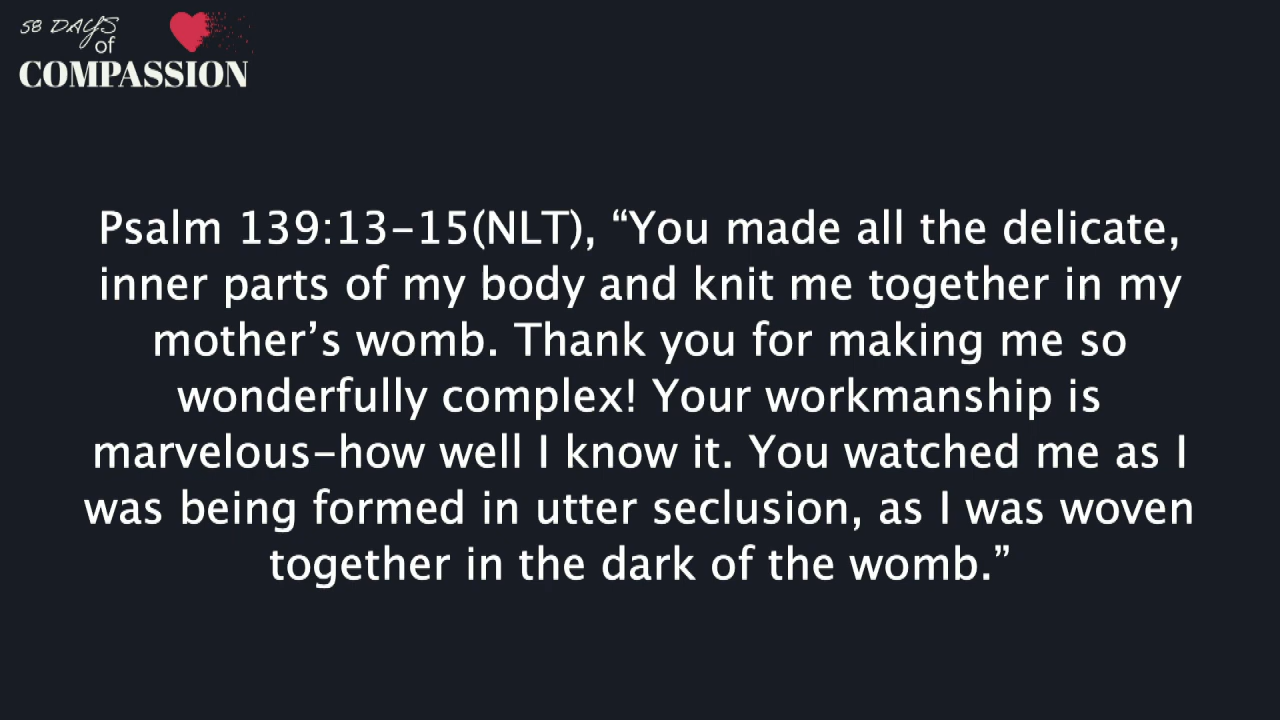 58 DAYS
of
COMPASSION
Psalm 139:13–15(NLT), “You made all the delicate,
inner parts of my body and knit me together in my
mother’s womb. Thank you for making me so
wonderfully complex! Your workmanship is
marvelous–how well I know it. You watched me as I
was being formed in utter seclusion, as I was woven
together in the dark of the womb.”